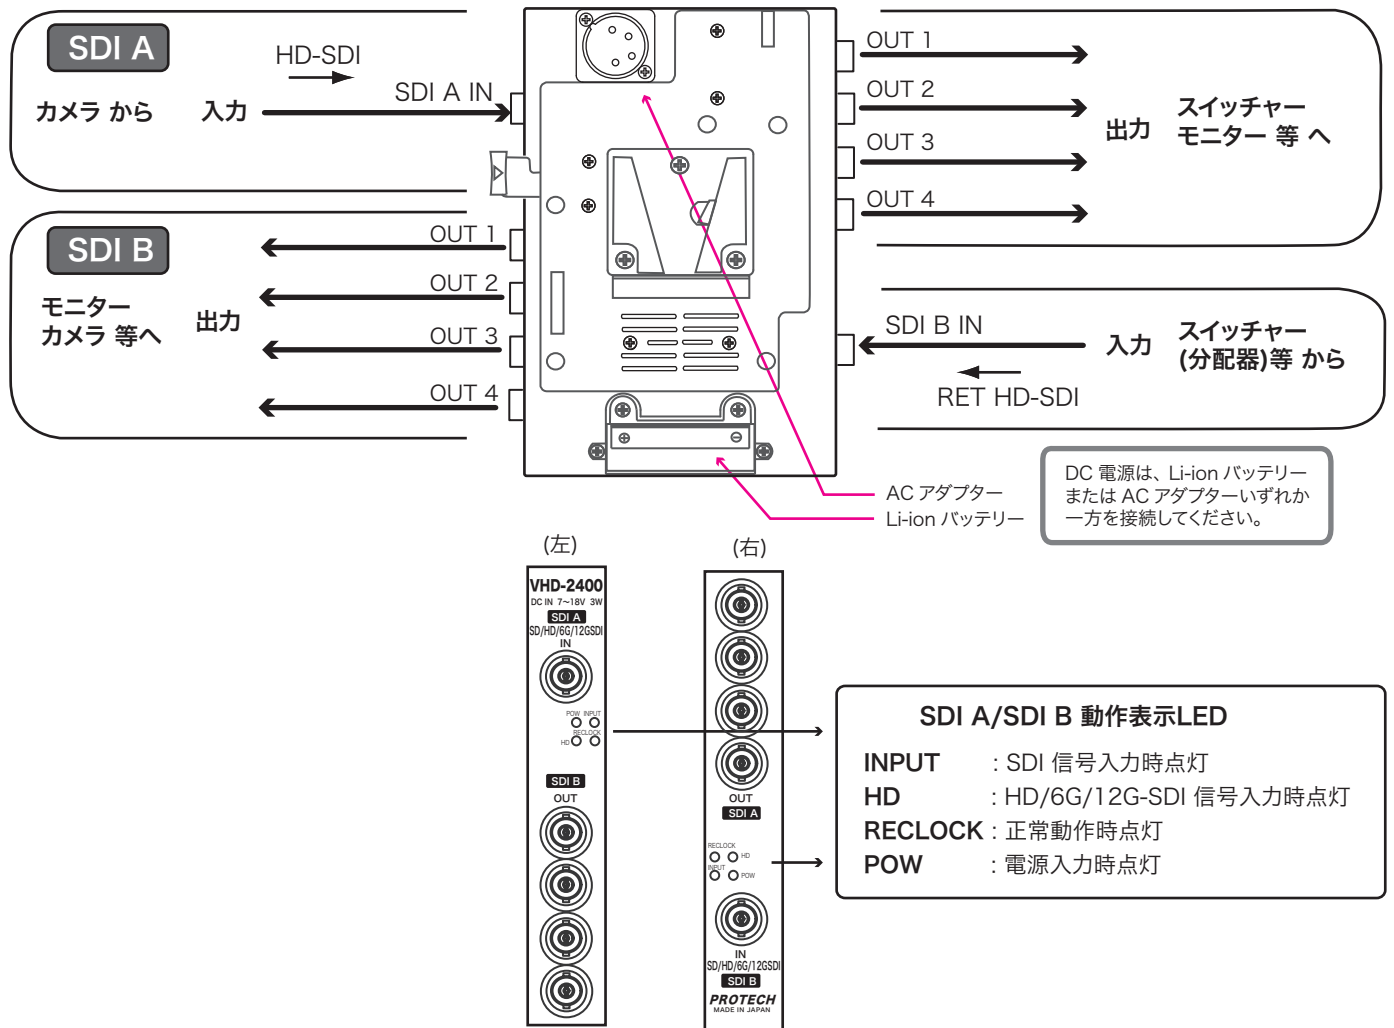 SDI A
HD-SDI
カメラ から
入力
SDI A IN
OUT 1
OUT 2
OUT 3
OUT 4
出力
スイッチャー
モニター 等 へ
SDI B
モニター
カメラ 等へ
出力
OUT 1
OUT 2
OUT 3
OUT 4
SDI B IN
RET HD-SDI
入力
スイッチャー
(分配器)等 から
AC アダプター
Li-ion バッテリー
DC 電源は、Li-ion バッテリー
または AC アダプターいずれか
一方を接続してください。
(左)
VHD-2400
DC IN 7〜18V 3W
SDI A
SD/HD/6G/12GSDI
IN
POW INPUT
RECLOCK
HD
SDI B
OUT
(右)
OUT
SDI A
RECLOCK
HD
INPUT
POW
IN
SD/HD/6G/12GSDI
SDI B
PROTECH
MADE IN JAPAN
SDI A/SDI B 動作表示LED
INPUT : SDI 信号入力時点灯
HD : HD/6G/12G-SDI 信号入力時点灯
RECLOCK : 正常動作時点灯
POW : 電源入力時点灯